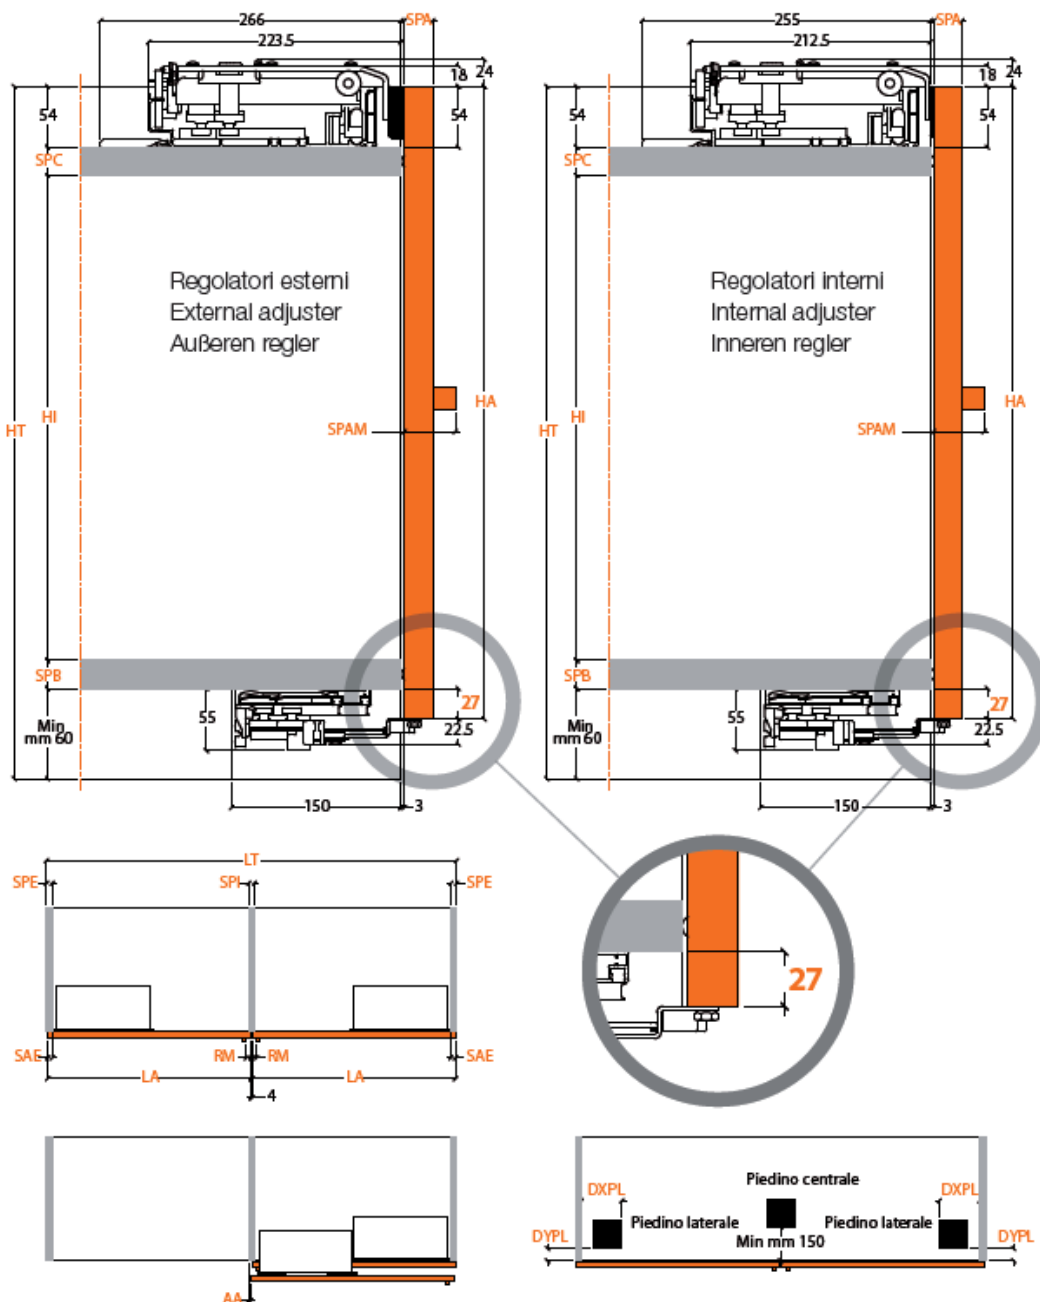 266
SPA
223.5
18
24
54
54
SPC
Regolatori esterni
External adjuster
Außeren regler
HI
HT
HA
SPAM
SPB
27
55
22.5
Min
mm 60
150
3
255
SPA
212.5
18
24
54
54
SPC
Regolatori interni
Internal adjuster
Inneren regler
HI
HT
HA
SPAM
SPB
27
55
22.5
Min
mm 60
150
3
LT
SPE
SPI
SPE
27
SAE
RM
RM
SAE
LA
LA
4
Piedino centrale
DXPL
DXPL
Piedino laterale
Piedino laterale
DYPL
Min mm 150
DYPL
AA